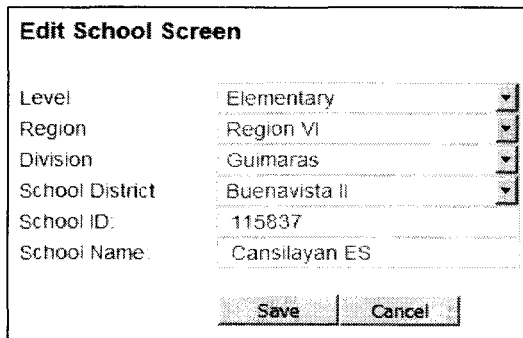 Edit School Screen
Level Elementary
Region Region VI
Division Guimaras
School District Buenavista II
School ID: 115837
School Name: Cansilayan ES
Save Cancel